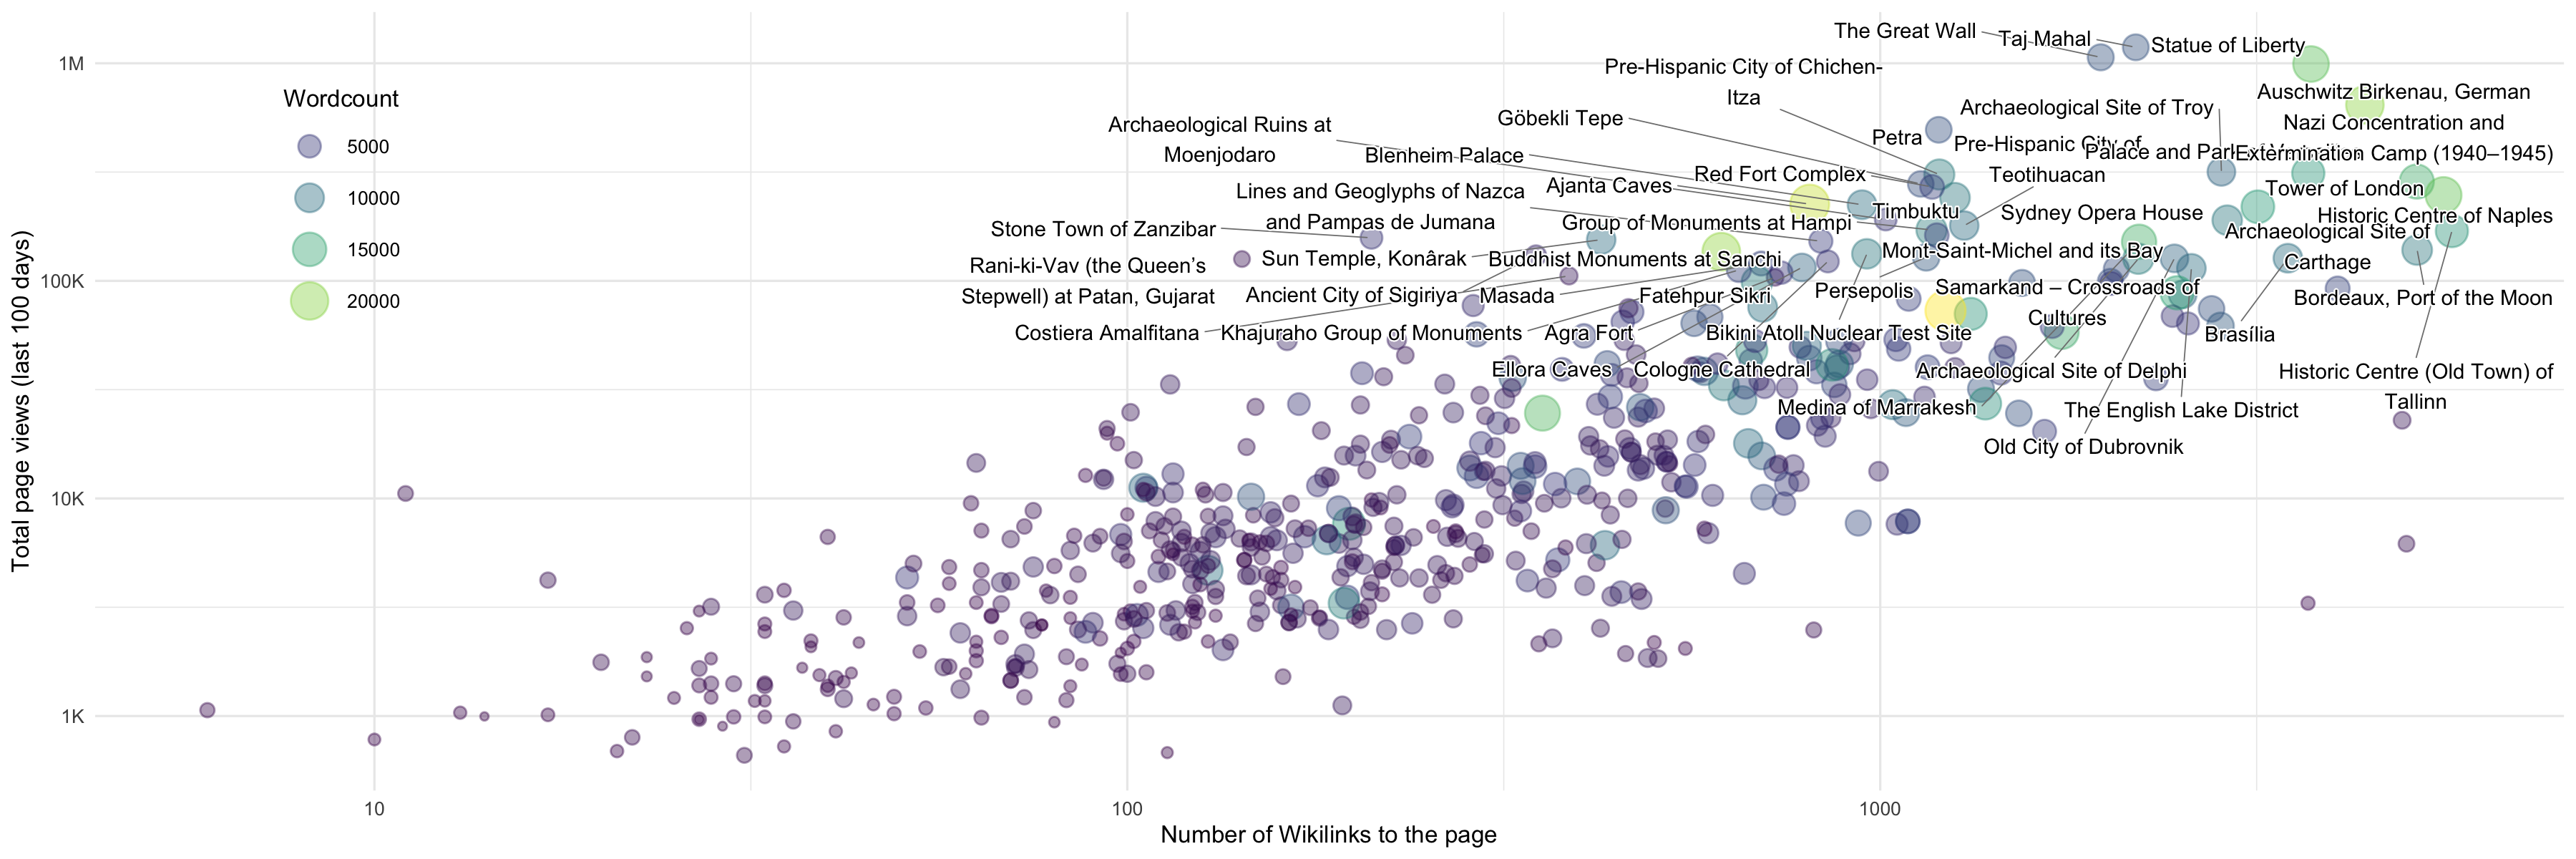 The Great Wall
Taj Mahal
Statue of Liberty
1M
Pre-Hispanic City of Chichen-
Itza
Wordcount
Auschwitz Birkenau, German
Nazi Concentration and
Extermination Camp (1940–1945)
Archaeological Site of Troy
Göbekli Tepe
Archaeological Ruins at
Moenjodaro
Petra
Pre-Hispanic City of
Teotihuacan
5000
Blenheim Palace
Palace and Park
Red Fort Complex
Ajanta Caves
Lines and Geoglyphs of Nazca
and Pampas de Jumana
Tower of London
10000
Timbuktu
Sydney Opera House
Historic Centre of Naples
Group of Monuments at Hampi
Stone Town of Zanzibar
Archaeological Site of
Carthage
15000
Mont-Saint-Michel and its Bay
Sun Temple, Konârak
Buddhist Monuments at Sanchi
Rani-ki-Vav (the Queen’s
Stepwell) at Patan, Gujarat
100K
Samarkand – Crossroads of
Cultures
Persepolis
Ancient City of Sigiriya
Masada
Fatehpur Sikri
Bordeaux, Port of the Moon
20000
Costiera Amalfitana
Khajuraho Group of Monuments
Agra Fort
Bikini Atoll Nuclear Test Site
Brasília
Ellora Caves
Cologne Cathedral
Archaeological Site of Delphi
Historic Centre (Old Town) of
Tallinn
Medina of Marrakesh
The English Lake District
Old City of Dubrovnik
10K
1K
Total page views (last 100 days)
10
100
1000
Number of Wikilinks to the page